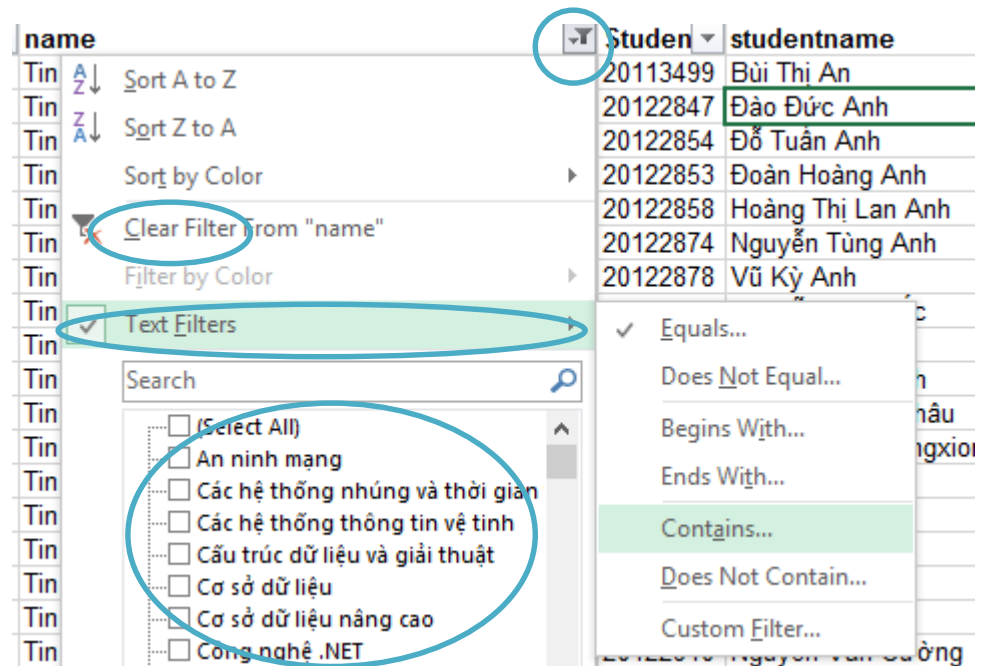 name Studen studentname
Tin Sort A to Z 20113499 Bùi Thị An
Tin 20122847 Đào Đức Anh
Tin Sort Z to A 20122854 Đỗ Tuấn Anh
Tin Sort by Color 20122853 Đoàn Hoàng Anh
Tin 20122858 Hoàng Thị Lan Anh
Tin Clear Filter From "name" 20122874 Nguyễn Tùng Anh
Tin Filter by Color 20122878 Vũ Kỳ Anh
Tin Text Filters
Tin
Tin Search
Tin (Select All)
Tin An ninh mạng
Tin Các hệ thống nhúng và thời gian
Tin Các hệ thống thông tin vệ tinh
Tin Cấu trúc dữ liệu và giải thuật
Tin Cơ sở dữ liệu
Tin Cơ sở dữ liệu nâng cao
Tin Công nghệ .NET
Equals...
Does Not Equal...
Begins With...
Ends With...
Contains...
Does Not Contain...
Custom Filter...